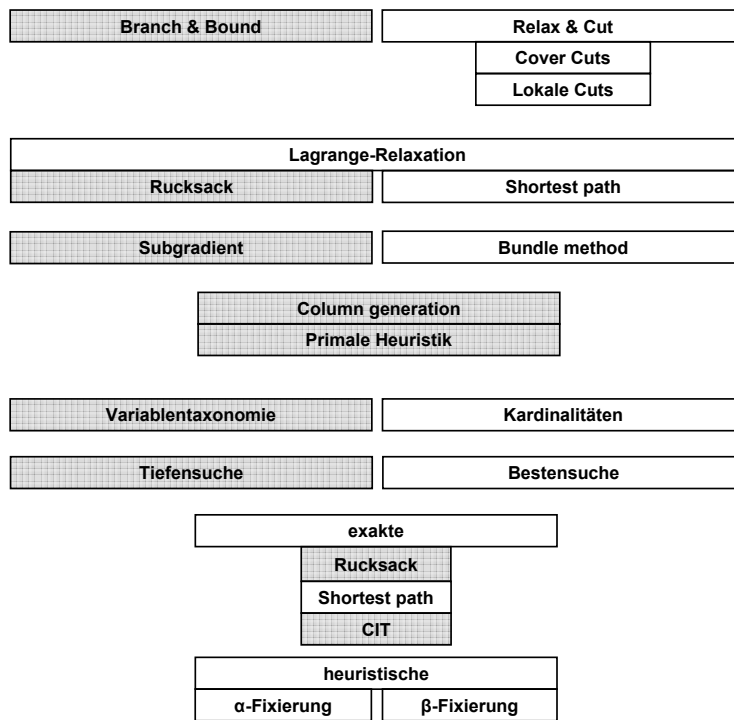 Branch & Bound
Relax & Cut
Cover Cuts
Lokale Cuts
Lagrange-Relaxation
Rucksack
Shortest path
Subgradient
Bundle method
Column generation
Primale Heuristik
Variablentaxonomie
Kardinalitäten
Tiefensuche
Bestensuche
exakte
Rucksack
Shortest path
CIT
heuristische
α-Fixierung
β-Fixierung